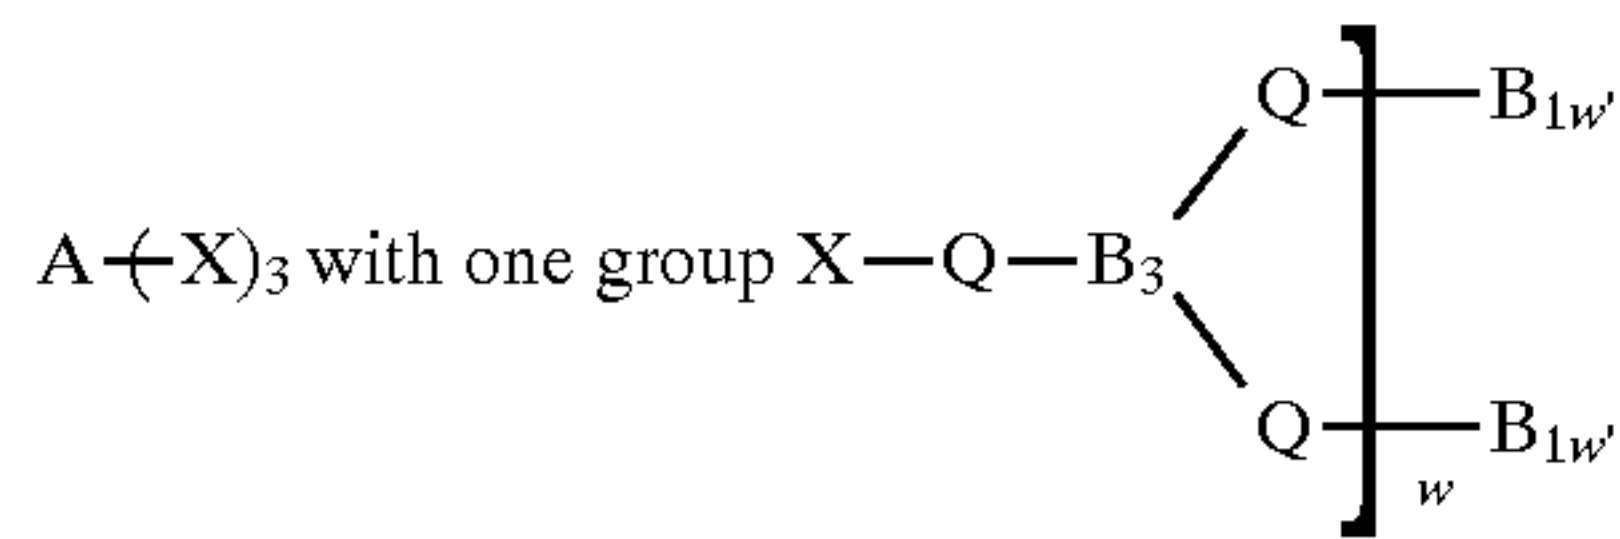 Q—B1w'
A-(-X)3 with one group X—Q—B3
Q—B1w'
]w